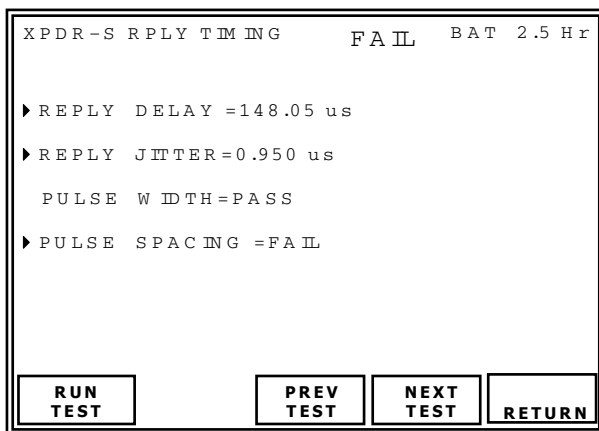 XPDR-S RPLY TIMING FAIL BAT 2.5 Hr
REPLY DELAY =148.05 us
REPLY JITTER=0.950 us
PULSE WIDTH=PASS
PULSE SPACING =FAIL
RUN TEST
PREV TEST
NEXT TEST
RETURN